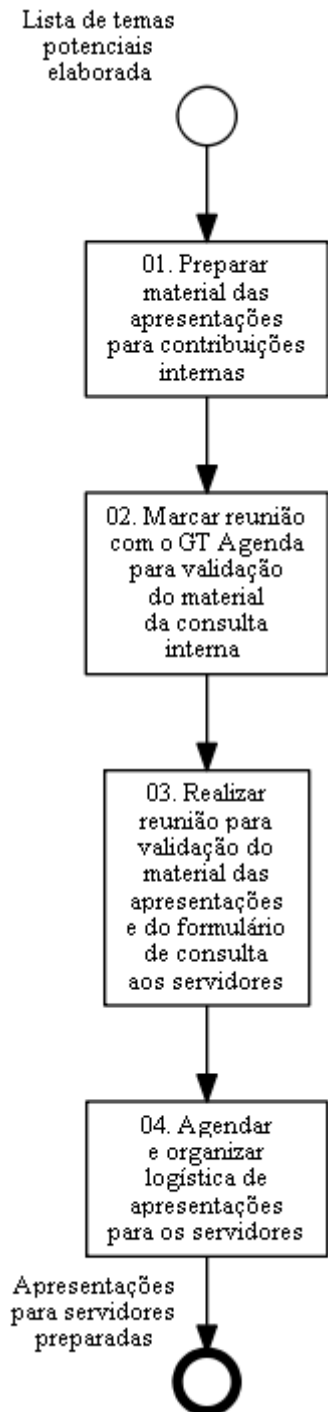 Lista de temas
potenciais
elaborada
01. Preparar
material das
apresentações
para contribuições
internas
02. Marcar reunião
com o GT Agenda
para validação
do material
da consulta
interna
03. Realizar
reunião para
validação do
material das
apresentações
e do formulário
de consulta
aos servidores
04. Agendar
e organizar
logística de
apresentações
para os servidores
Apresentações
para servidores
preparadas